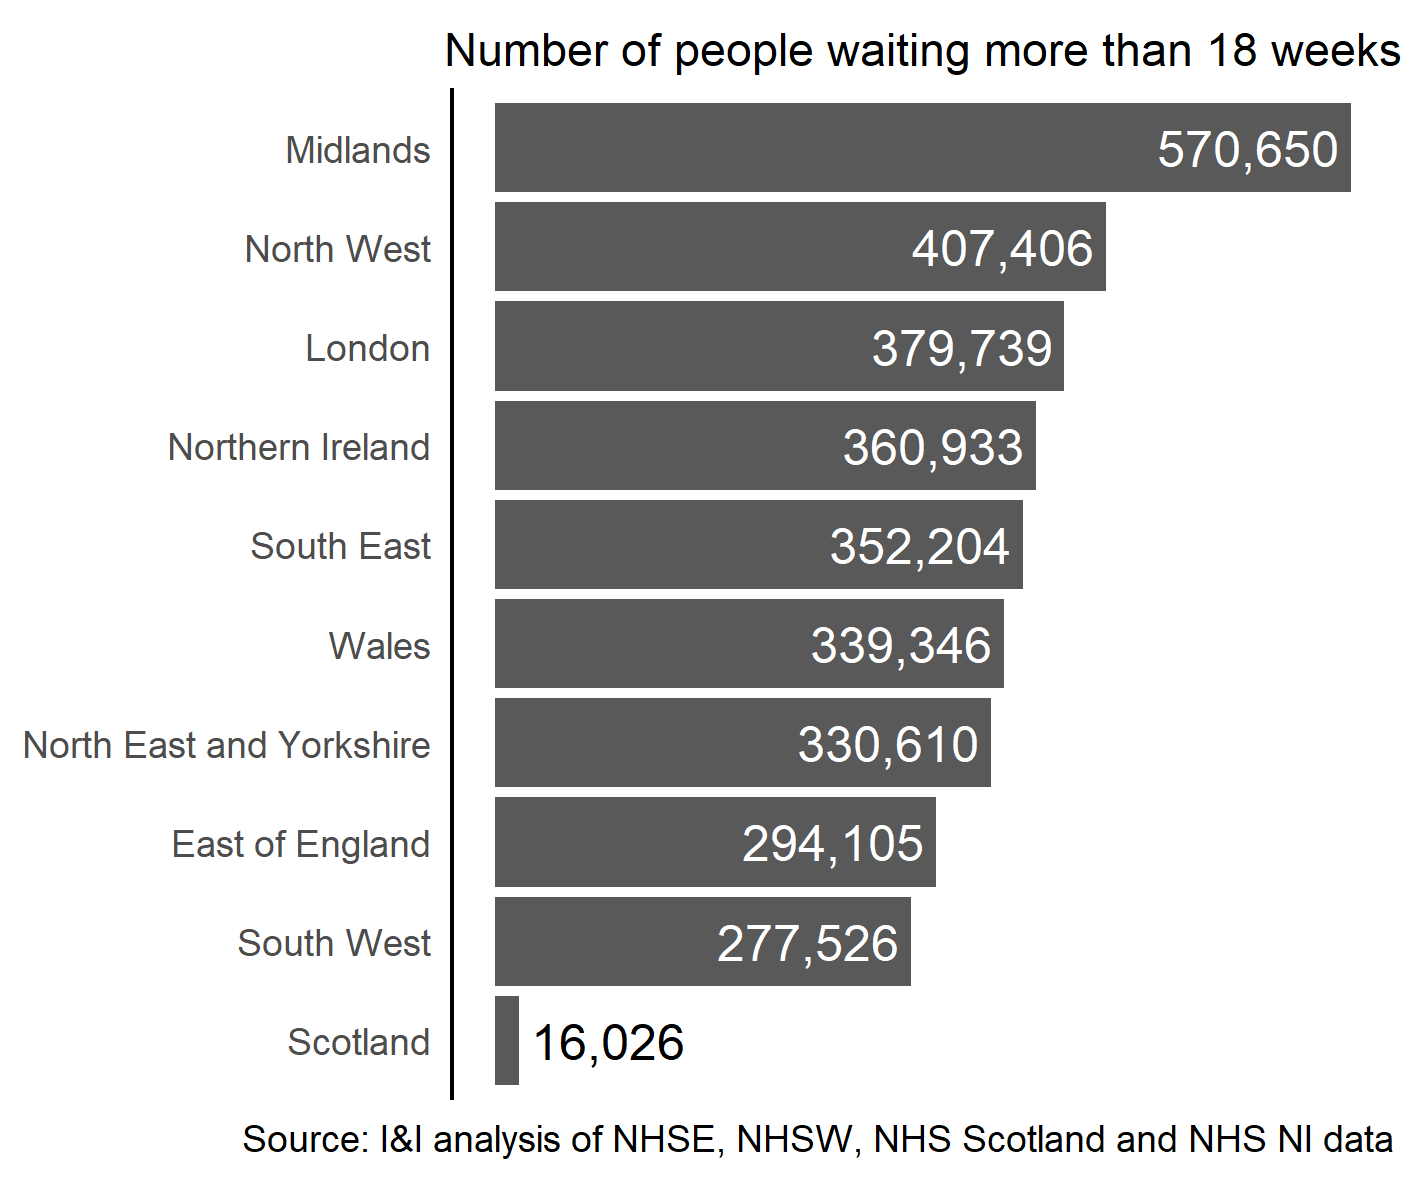 Number of people waiting more than 18 weeks
Midlands 570,650
North West 407,406
London 379,739
Northern Ireland 360,933
South East 352,204
Wales 339,346
North East and Yorkshire 330,610
East of England 294,105
South West 277,526
Scotland 16,026
Source: I&I analysis of NHSE, NHSW, NHS Scotland and NHS NI data